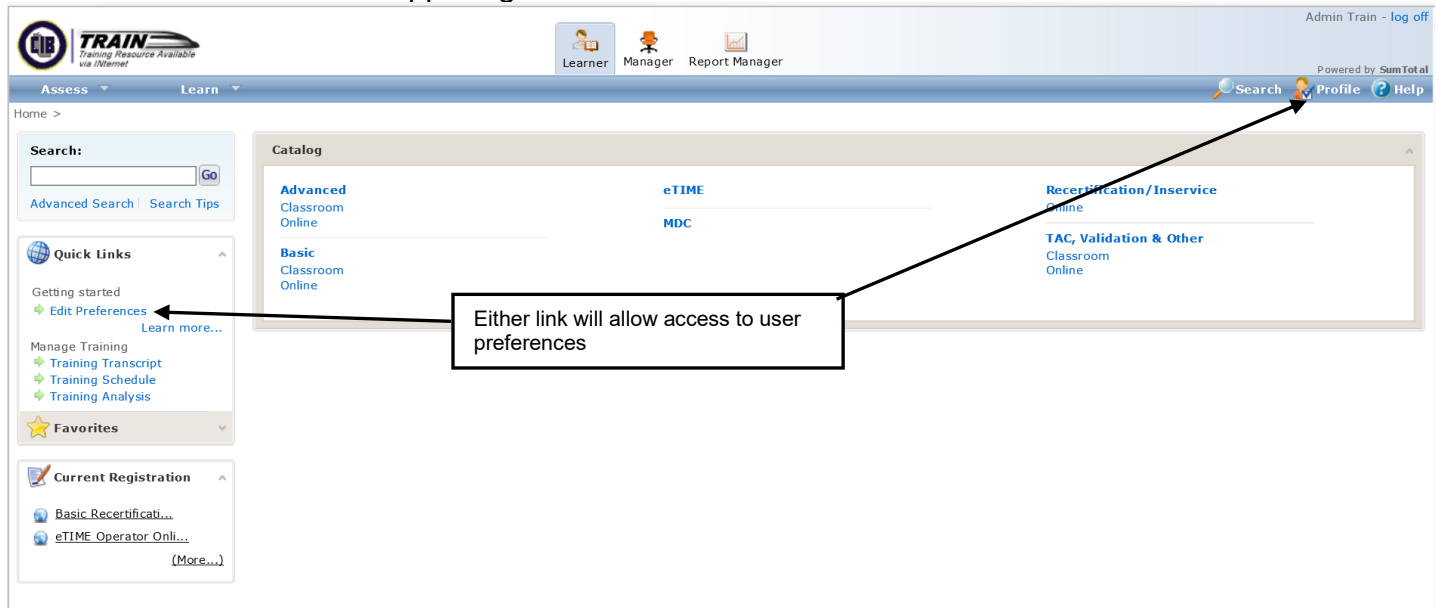 Admin Train - log off
CIB
TRAIN
Training Resource Available
via INternet
Learner Manager Report Manager
Powered by SumTotal
Assess Learn Search Profile Help
Home >
Search:
Go
Advanced Search Search Tips
Quick Links
Getting started
Edit Preferences
Learn more...
Manage Training
Training Transcript
Training Schedule
Training Analysis
Favorites
Current Registration
Basic Recertificati...
eTIME Operator Onli...
(More...)
Catalog
Advanced
Classroom
Online
Basic
Classroom
Online
eTIME
MDC
Recertification/Inservice
Online
TAC, Validation & Other
Classroom
Online
Either link will allow access to user
preferences